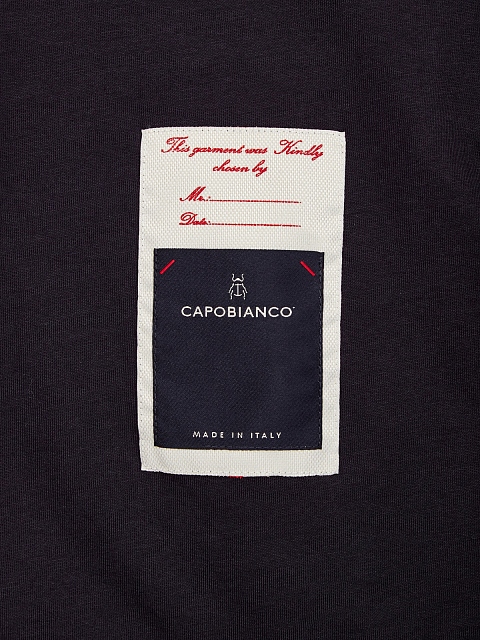 This garment was Kindly
chosen by
Mr.:
Date:
CAPOBIANCO
MADE IN ITALY